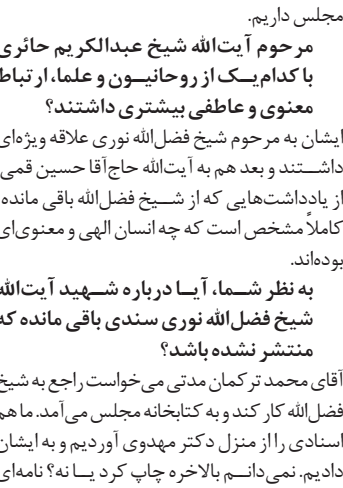 مجلس داریم.
مرحوم آیت‌الله شیخ عبدالکریم حائری
با کدام‌یک از روحانیون و علما، ارتباط
معنوی و عاطفی بیشتری داشتند؟
ایشان به مرحوم شیخ فضل‌الله نوری علاقه ویژه‌ای
داشتند و بعد هم به آیت‌الله حاج‌آقا حسین قمی
از یادداشت‌هایی که از شیخ فضل‌الله باقی مانده
کاملاً مشخص است که چه انسان الهی و معنوی‌ای
بوده‌اند.
به نظر شما، آیا درباره شهید آیت‌الله
شیخ فضل‌الله نوری سندی باقی مانده که
منتشر نشده باشد؟
آقای محمد ترکمان مدتی می‌خواست راجع به شیخ
فضل‌الله کار کند و به کتابخانه مجلس می‌آمد. ما هم
اسنادی را از منزل دکتر مهدوی آوردیم و به ایشان
دادیم. نمی‌دانم بالاخره چاپ کرد یا نه؟ نامه‌ای